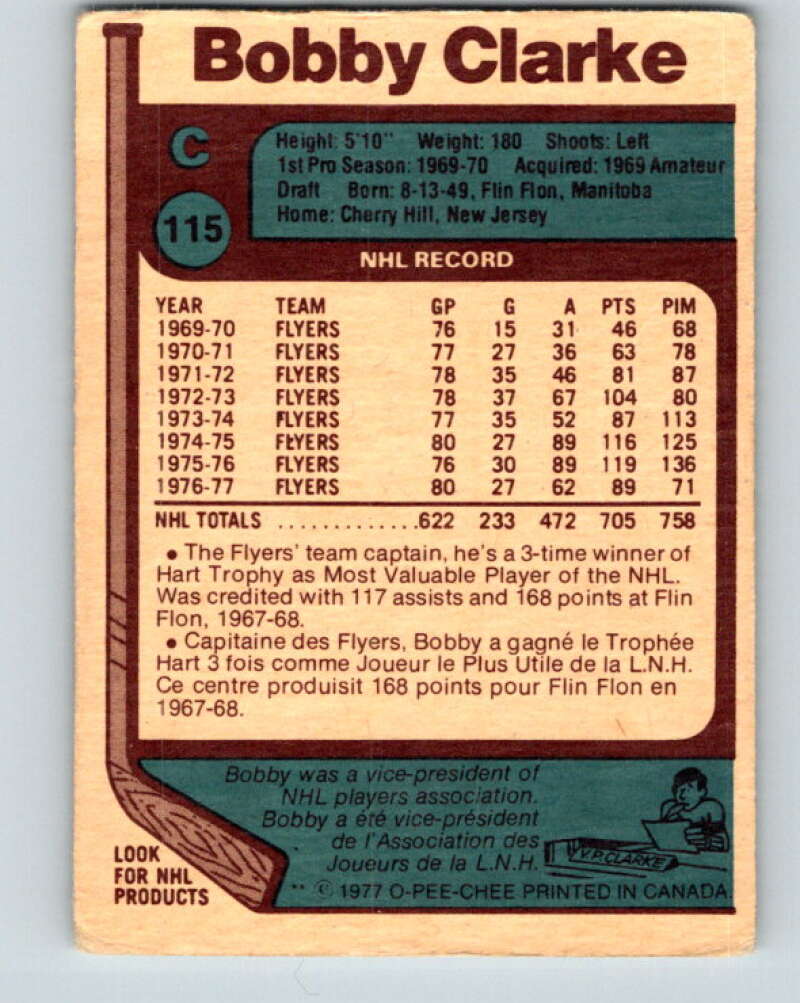 Bobby Clarke
C
115
Height: 5'10" Weight: 180 Shoots: Left
1st Pro Season: 1969-70 Acquired: 1969 Amateur
Draft Born: 8-13-49, Flin Flon, Manitoba
Home: Cherry Hill, New Jersey
NHL RECORD
YEAR TEAM GP G A PTS PIM
1969-70 FLYERS 76 15 31 46 68
1970-71 FLYERS 77 27 36 63 78
1971-72 FLYERS 78 35 46 81 87
1972-73 FLYERS 78 37 67 104 80
1973-74 FLYERS 77 35 52 87 113
1974-75 FLYERS 80 27 89 116 125
1975-76 FLYERS 76 30 89 119 136
1976-77 FLYERS 80 27 62 89 71
NHL TOTALS .............622 233 472 705 758
• The Flyers' team captain, he's a 3-time winner of
Hart Trophy as Most Valuable Player of the NHL.
Was credited with 117 assists and 168 points at Flin
Flon, 1967-68.
• Capitaine des Flyers, Bobby a gagné le Trophée
Hart 3 fois comme Joueur le Plus Utile de la L.N.H.
Ce centre produisit 168 points pour Flin Flon en
1967-68.
Bobby was a vice-president of
NHL players association.
Bobby a été vice-président
de l'Association des
Joueurs de la L.N.H.
V.P. CLARKE
LOOK
FOR NHL
PRODUCTS
© 1977 O-PEE-CHEE PRINTED IN CANADA